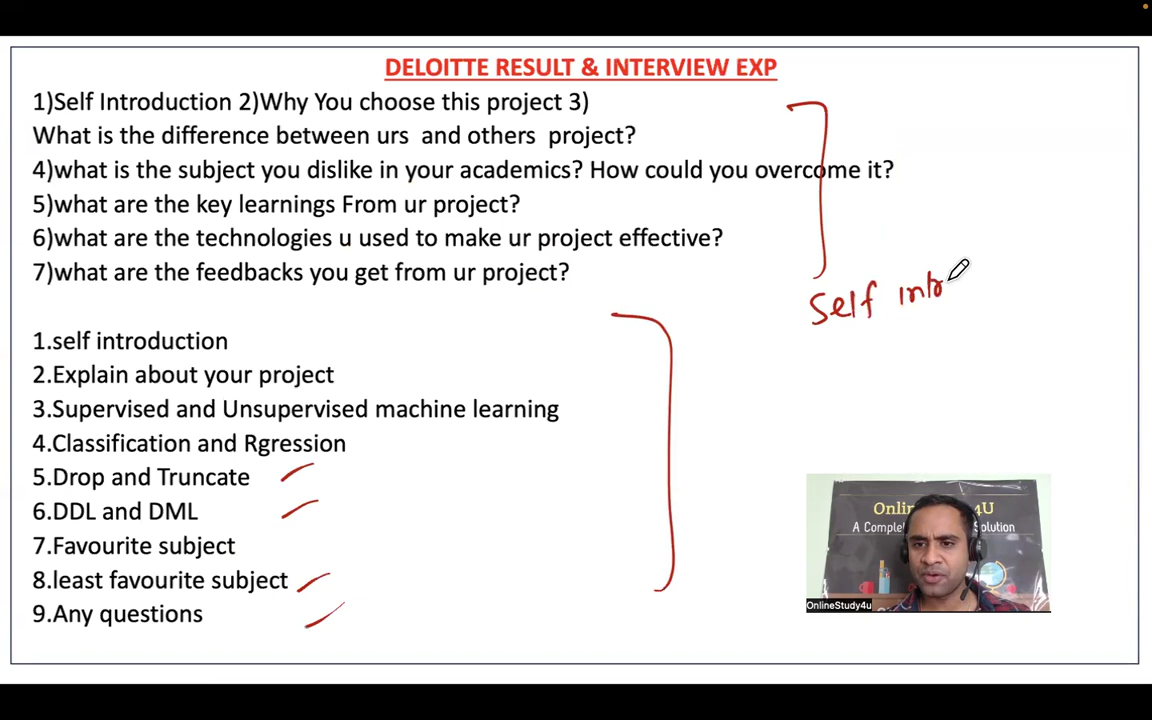 DELOITTE RESULT & INTERVIEW EXP
1)Self Introduction 2)Why You choose this project 3)
What is the difference between urs and others project?
4)what is the subject you dislike in your academics? How could you overcome it?
5)what are the key learnings From ur project?
6)what are the technologies u used to make ur project effective?
7)what are the feedbacks you get from ur project?
Self intr
1.self introduction
2.Explain about your project
3.Supervised and Unsupervised machine learning
4.Classification and Rgression
5.Drop and Truncate
6.DDL and DML
7.Favourite subject
8.least favourite subject
9.Any questions
Onlin 4U
A Comple olution
OnlineStudy4u